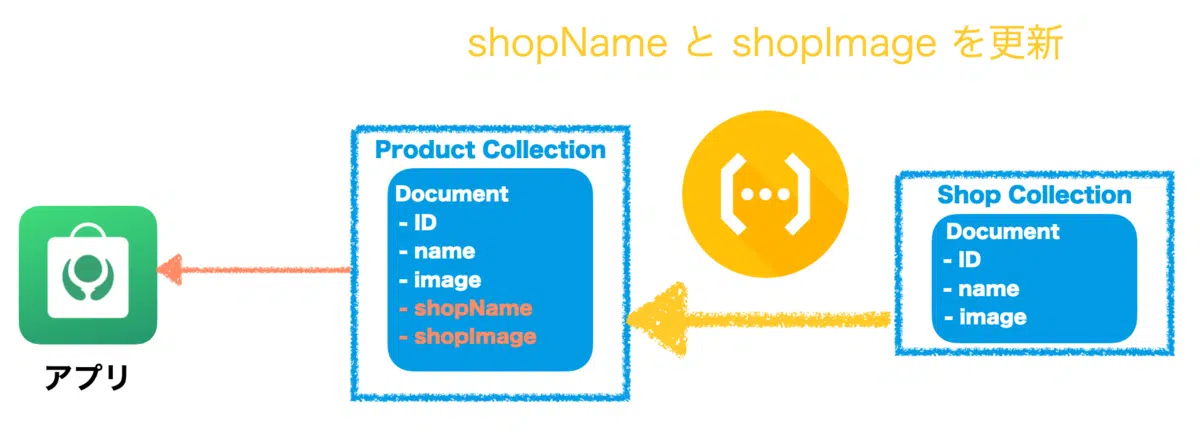 shopName と shopImage を更新
Product Collection
Document
- ID
- name
- image
- shopName
- shopImage
Shop Collection
Document
- ID
- name
- image
アプリ